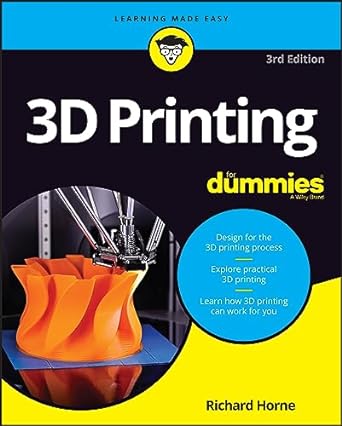 LEARNING MADE EASY
3rd Edition
3D Printing
for
dummies
A Wiley Brand
Design for the
3D printing process
Explore practical
3D printing
Learn how 3D printing
can work for you
Richard Horne